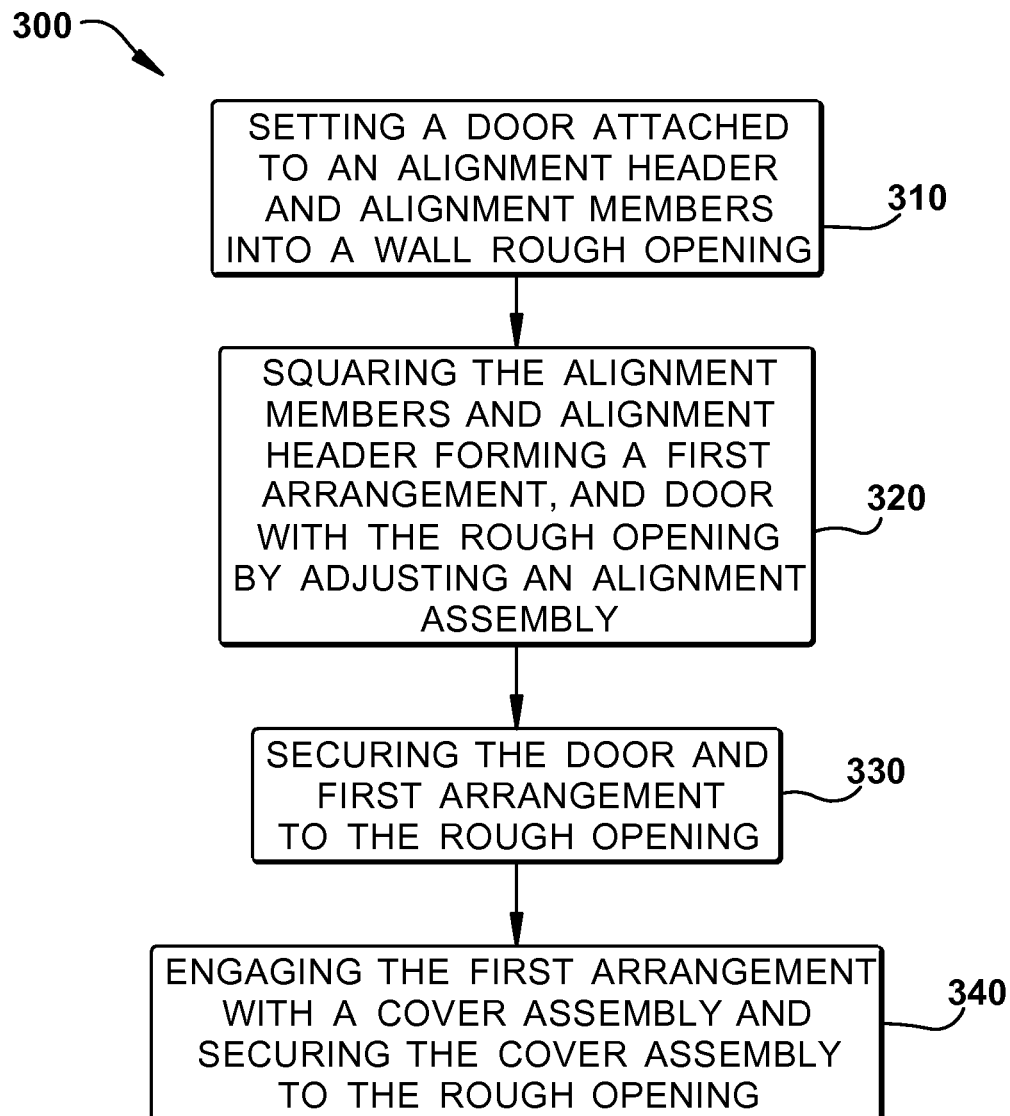 300
SETTING A DOOR ATTACHED
TO AN ALIGNMENT HEADER
AND ALIGNMENT MEMBERS
INTO A WALL ROUGH OPENING
310
SQUARING THE ALIGNMENT
MEMBERS AND ALIGNMENT
HEADER FORMING A FIRST
ARRANGEMENT, AND DOOR
WITH THE ROUGH OPENING
BY ADJUSTING AN ALIGNMENT
ASSEMBLY
320
SECURING THE DOOR AND
FIRST ARRANGEMENT
TO THE ROUGH OPENING
330
ENGAGING THE FIRST ARRANGEMENT
WITH A COVER ASSEMBLY AND
SECURING THE COVER ASSEMBLY
TO THE ROUGH OPENING
340